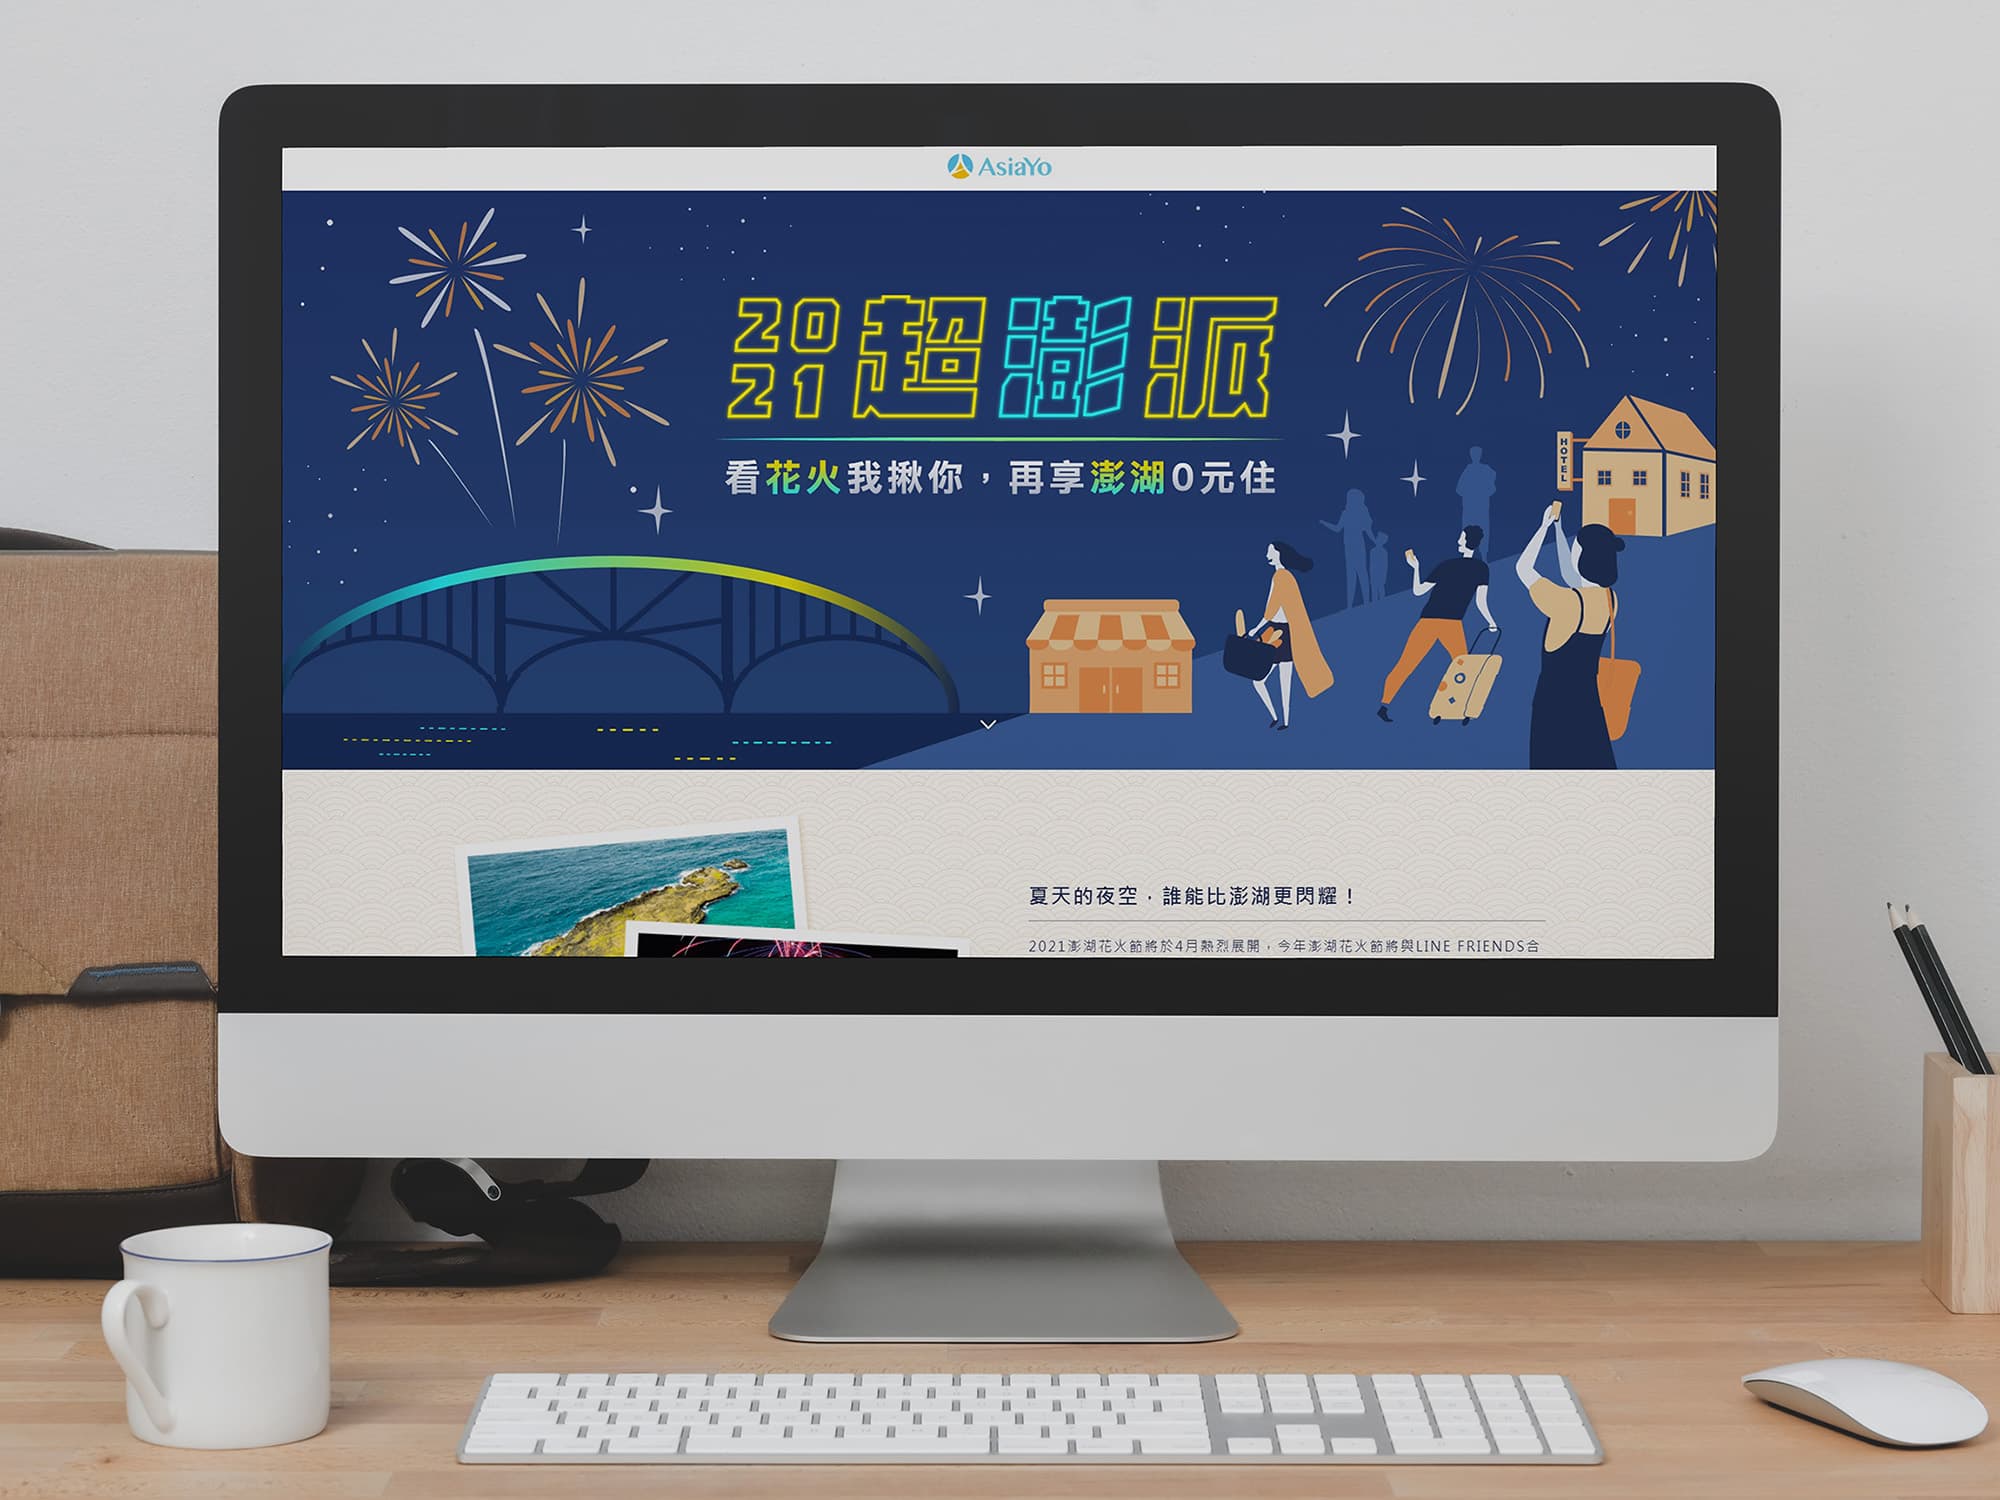 AsiaYo
2021超澎派
看花火我揪你，再享澎湖0元住
HOTEL
夏天的夜空，誰能比澎湖更閃耀！
2021澎湖花火節將於4月熱烈展開，今年澎湖花火節將與LINE FRIENDS合